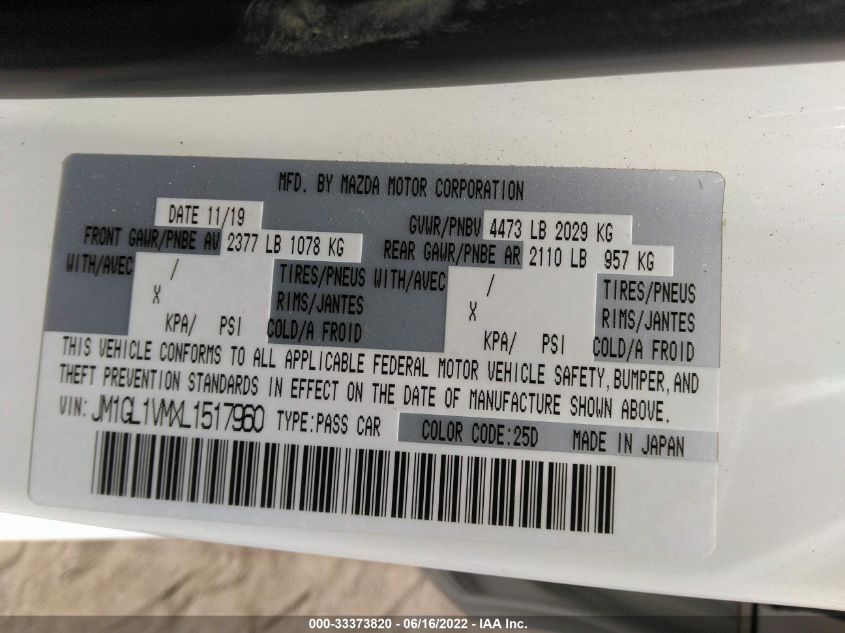 MFD. BY MAZDA MOTOR CORPORATION
DATE 11/19
GVWR/PNBV 4473 LB 2029 KG
FRONT GAWR/PNBE AV 2377 LB 1078 KG
REAR GAWR/PNBE AR 2110 LB 957 KG
WITH/AVEC / TIRES/PNEUS WITH/AVEC / TIRES/PNEUS
X RIMS/JANTES X RIMS/JANTES
KPA/ PSI COLD/A FROID KPA/ PSI COLD/A FROID
THIS VEHICLE CONFORMS TO ALL APPLICABLE FEDERAL MOTOR VEHICLE SAFETY, BUMPER, AND
THEFT PREVENTION STANDARDS IN EFFECT ON THE DATE OF MANUFACTURE SHOWN ABOVE.
VIN: JM1GL1VMXL1517960 TYPE:PASS CAR COLOR CODE:25D MADE IN JAPAN
000-33373820 - 06/16/2022 - IAA Inc.